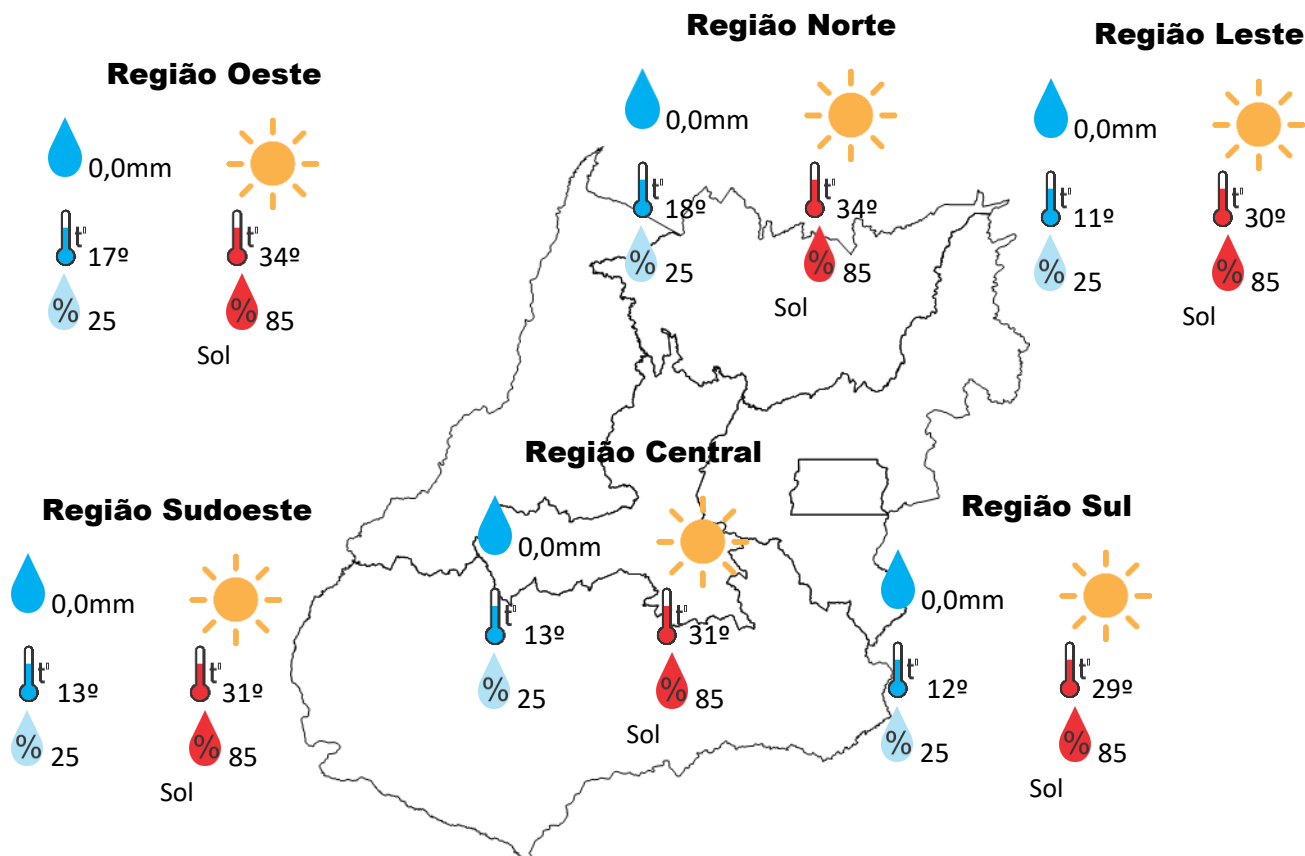 Região Norte
0,0mm
t°
18º
t°
34º
% 25
% 85
Sol
Região Leste
0,0mm
t°
11º
t°
30º
% 25
% 85
Sol
Região Oeste
0,0mm
t°
17º
t°
34º
% 25
% 85
Sol
Região Central
0,0mm
t°
13º
t°
31º
% 25
% 85
Sol
Região Sudoeste
0,0mm
t°
13º
t°
31º
% 25
% 85
Sol
Região Sul
0,0mm
t°
12º
t°
29º
% 25
% 85
Sol